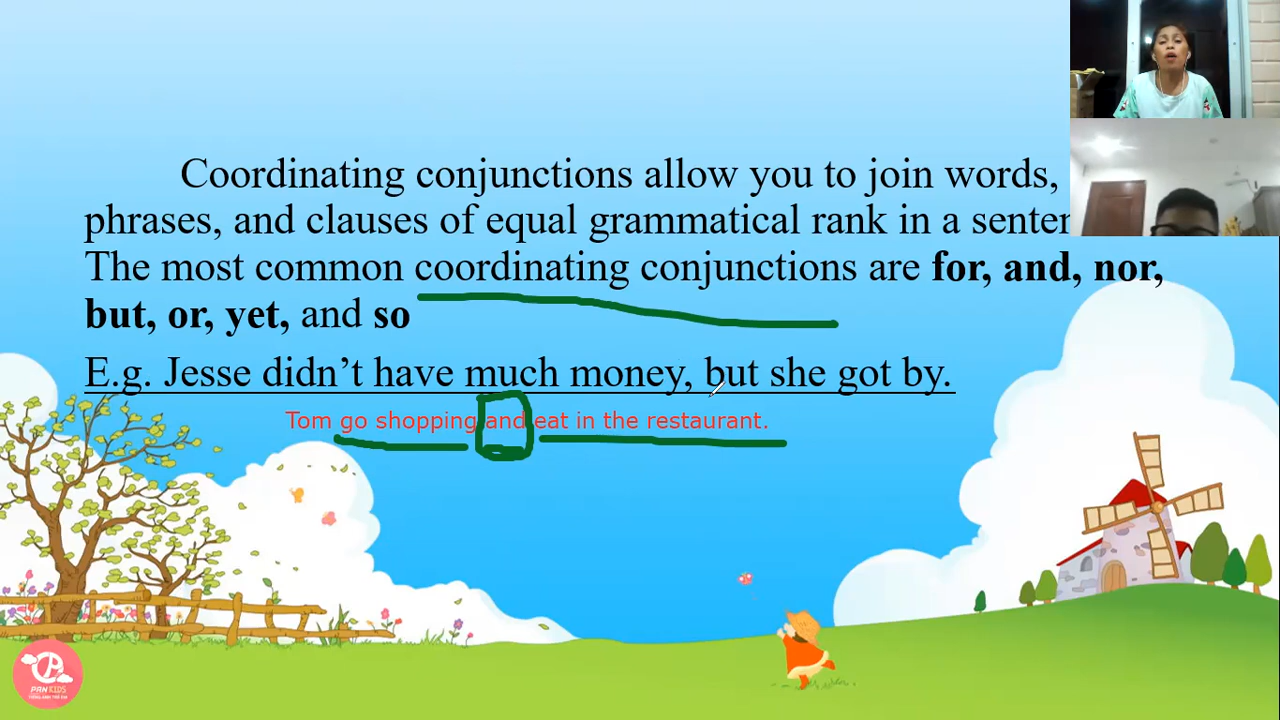 Coordinating conjunctions allow you to join words,
phrases, and clauses of equal grammatical rank in a
The most common coordinating conjunctions are for, and, nor,
but, or, yet, and so
E.g. Jesse didn’t have much money, but she got by.
Tom go shopping and eat in the restaurant.
PANKIDS